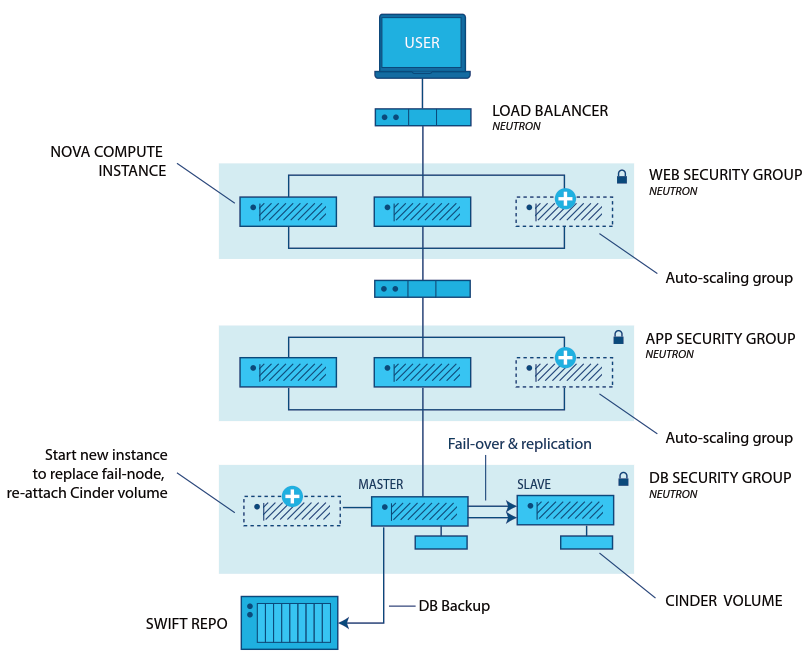 USER
LOAD BALANCER
NEUTRON
NOVA COMPUTE
INSTANCE
WEB SECURITY GROUP
NEUTRON
Auto-scaling group
APP SECURITY GROUP
NEUTRON
Auto-scaling group
Fail-over & replication
Start new instance
to replace fail-node,
re-attach Cinder volume
MASTER
SLAVE
DB SECURITY GROUP
NEUTRON
CINDER VOLUME
DB Backup
SWIFT REPO